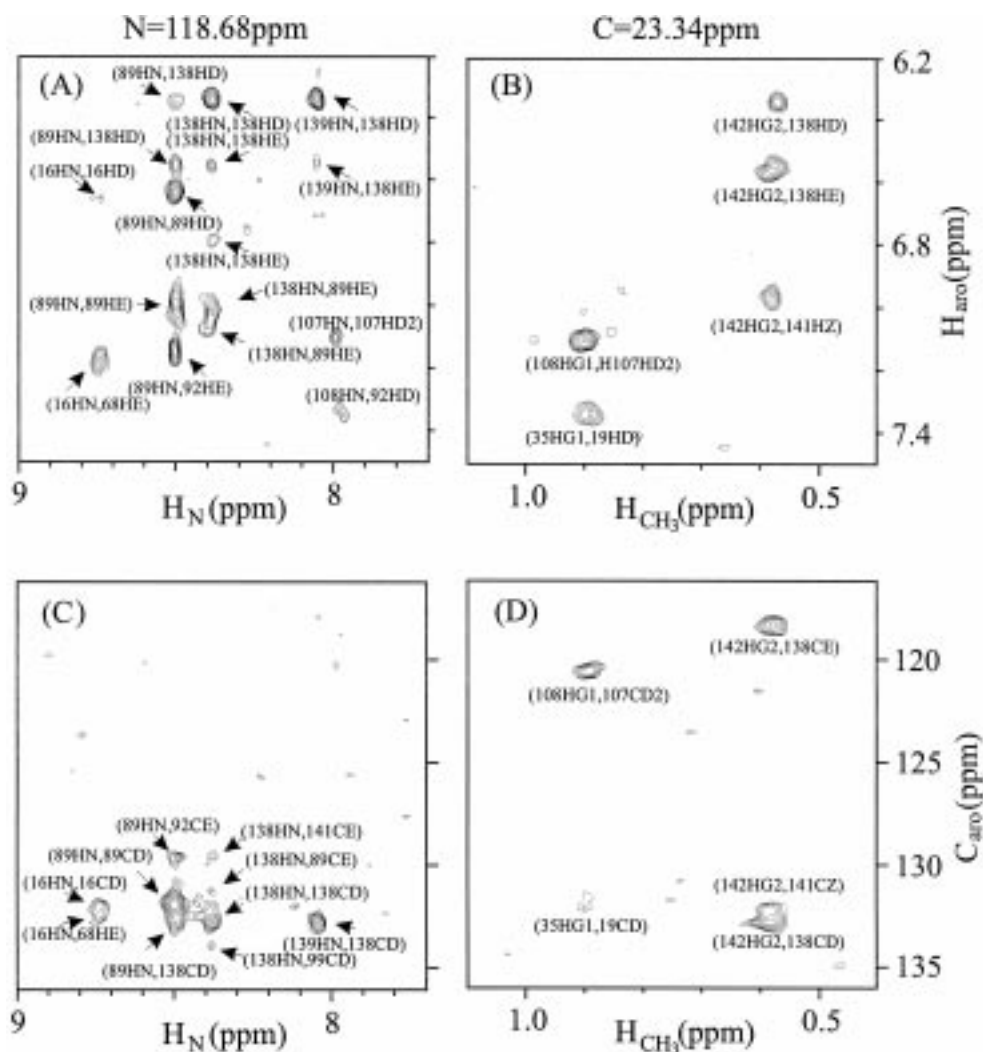 N=118.68ppm
C=23.34ppm
(A)
(89HN,138HD)
(138HN,138HD)
(139HN,138HD)
(89HN,138HD)
(138HN,138HE)
(16HN,16HD)
(139HN,138HE)
(89HN,89HD)
(138HN,138HE)
(89HN,89HE)
(138HN,89HE)
(107HN,107HD2)
(138HN,89HE)
(89HN,92HE)
(16HN,68HE)
(108HN,92HD)
9
8
H_N(ppm)
(B)
6.2
(142HG2,138HD)
(142HG2,138HE)
6.8
(142HG2,141HZ)
(108HG1,H107HD2)
(35HG1,19HD)
7.4
H_aro(ppm)
1.0
0.5
H_CH3(ppm)
(C)
(89HN,92CE)
(138HN,141CE)
(89HN,89CD)
(138HN,89CE)
(16HN,16CD)
(138HN,138CD)
(16HN,68HE)
(139HN,138CD)
(89HN,138CD)
(138HN,99CD)
9
8
H_N(ppm)
(D)
(142HG2,138CE)
120
(108HG1,107CD2)
125
130
(142HG2,141CZ)
(35HG1,19CD)
(142HG2,138CD)
135
C_aro(ppm)
1.0
0.5
H_CH3(ppm)